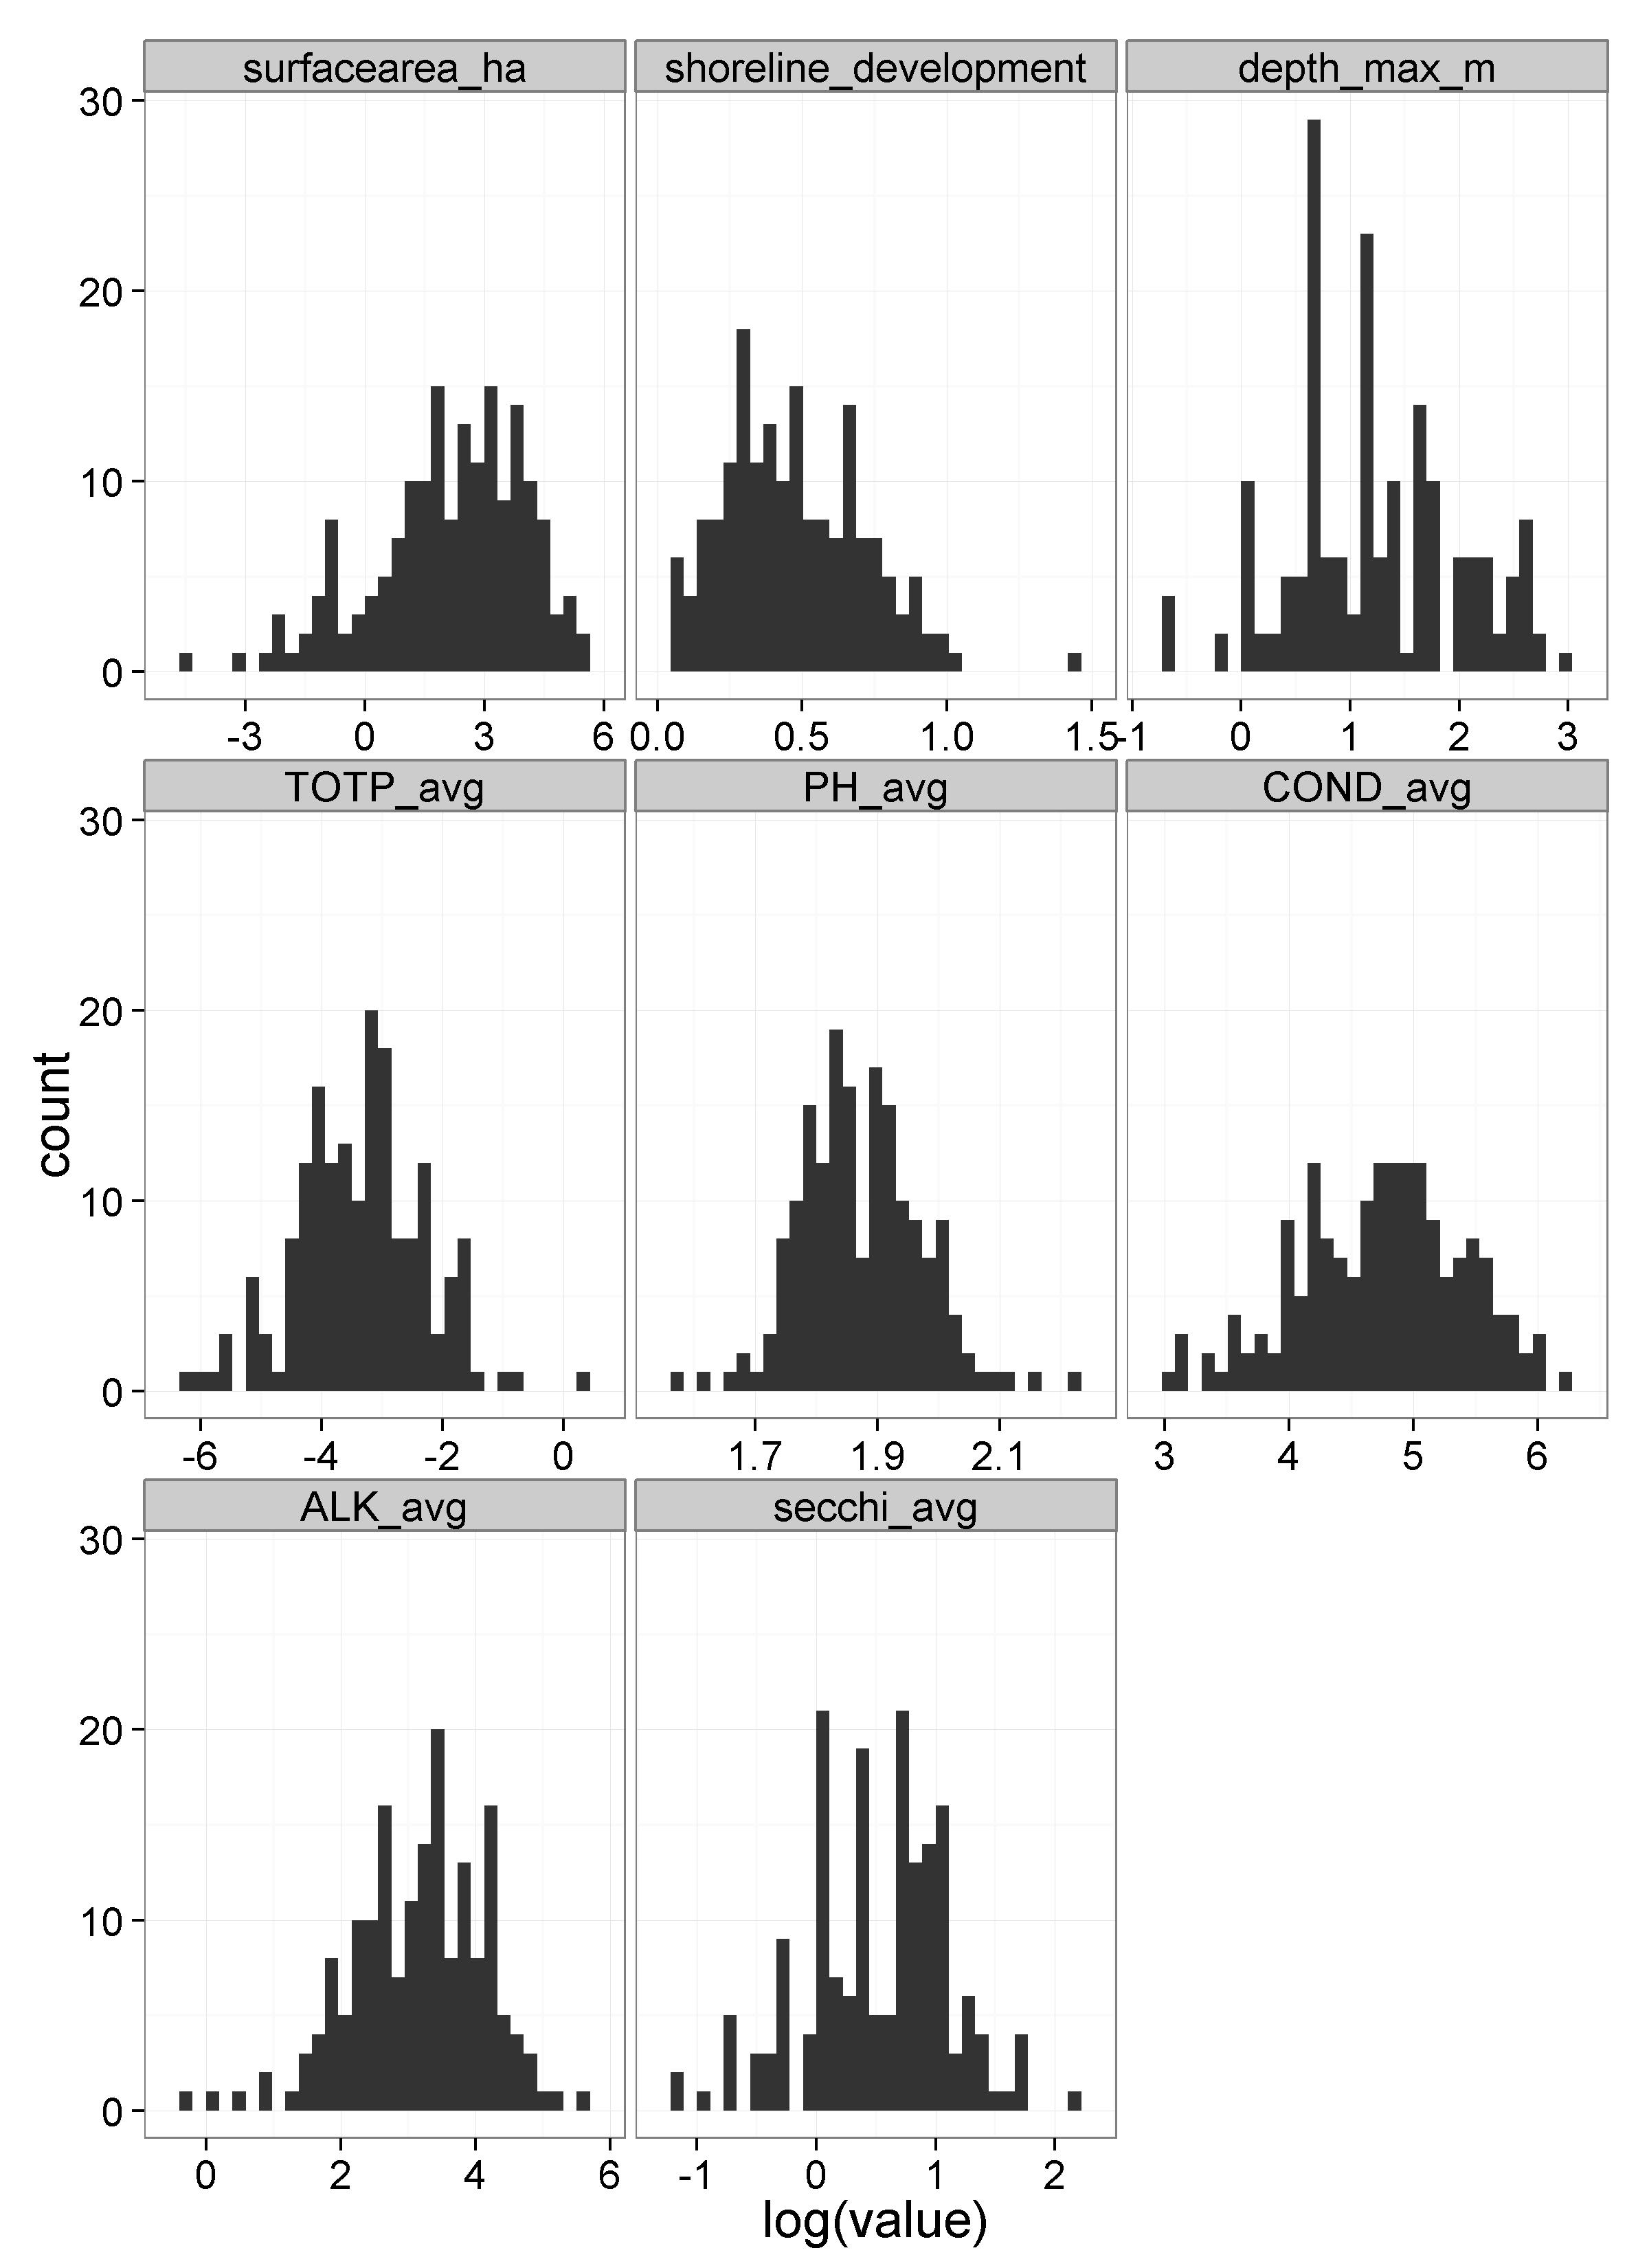 surfacearea_ha shoreline_development depth_max_m
30
20
10
0
-3 0 3 6 0.0 0.5 1.0 1.5 -1 0 1 2 3
TOTP_avg PH_avg COND_avg
30
20
10
0
-6 -4 -2 0 1.7 1.9 2.1 3 4 5 6
count
ALK_avg secchi_avg
30
20
10
0
0 2 4 6 -1 0 1 2
log(value)